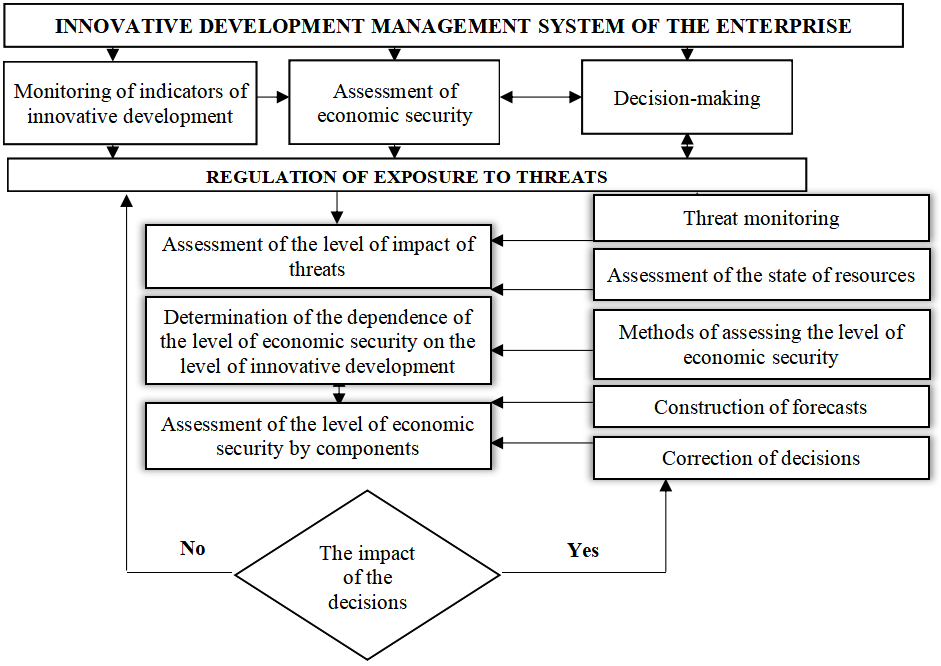 INNOVATIVE DEVELOPMENT MANAGEMENT SYSTEM OF THE ENTERPRISE
Monitoring of indicators of
innovative development
Assessment of
economic security
Decision-making
REGULATION OF EXPOSURE TO THREATS
Threat monitoring
Assessment of the level of impact of
threats
Assessment of the state of resources
Determination of the dependence of
the level of economic security on the
level of innovative development
Methods of assessing the level of
economic security
Construction of forecasts
Assessment of the level of economic
security by components
Correction of decisions
No
The impact
of the
decisions
Yes